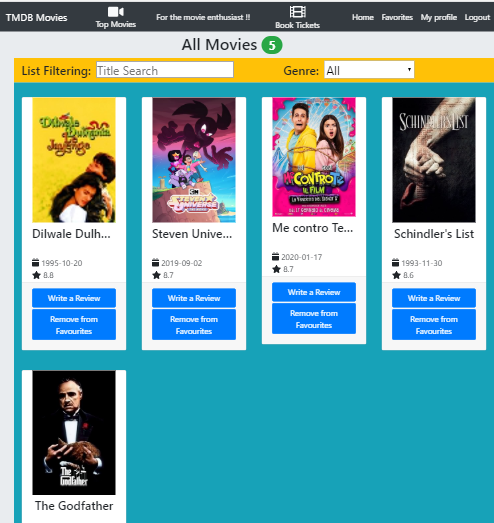 TMDB Movies
Top Movies
For the movie enthusiast !!
Book Tickets
Home Favorites My profile Logout
All Movies 5
List Filtering: Title Search Genre: All
Dilwale
Dulhania
Jayenge
CN
STEVEN
UNIVERSE
ME CONTRO TE
IL FILM
SCHINDLER'S LIST
Dilwale Dulh...
Steven Unive...
Me contro Te...
Schindler's List
1995-10-20
8.8
2019-09-02
8.7
2020-01-17
8.7
1993-11-30
8.6
Write a Review
Remove from
Favourites
Write a Review
Remove from
Favourites
Write a Review
Remove from
Favourites
Write a Review
Remove from
Favourites
The
Godfather
The Godfather